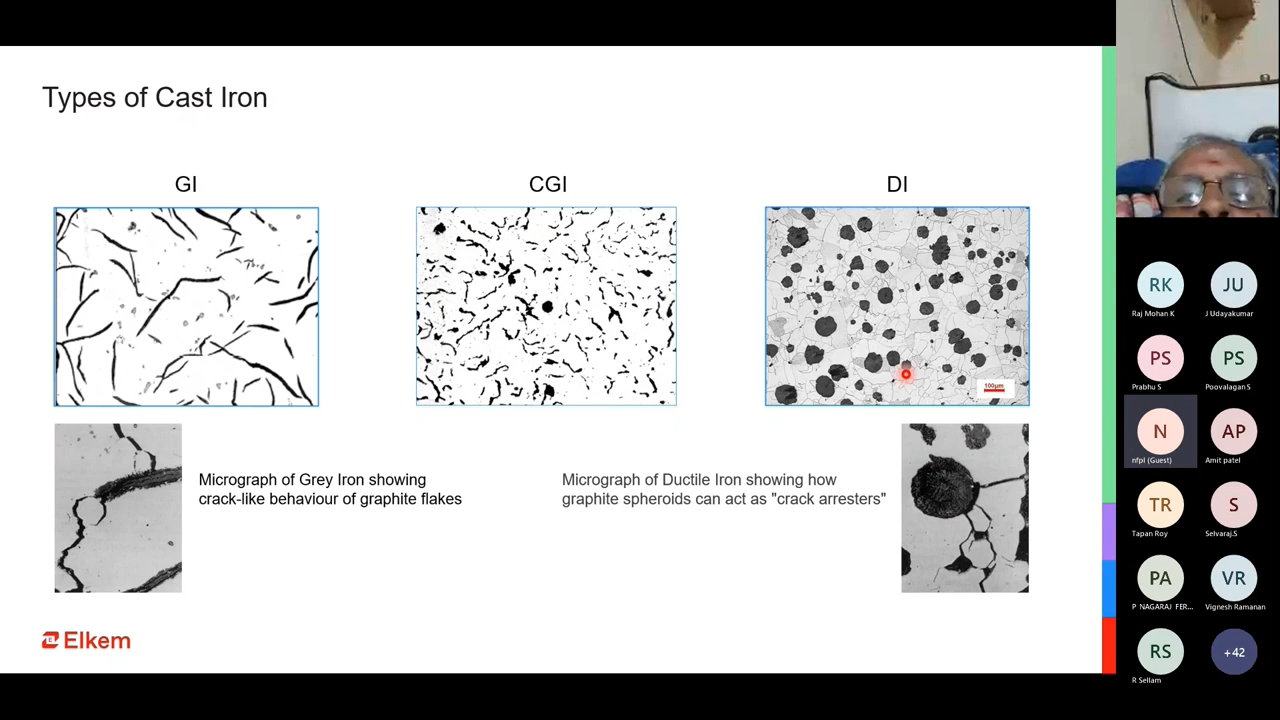 Types of Cast Iron
GI
CGI
DI
100µm
Micrograph of Grey Iron showing
crack-like behaviour of graphite flakes
Micrograph of Ductile Iron showing how
graphite spheroids can act as "crack arresters"
Elkem
RK
JU
Raj Mohan K
J Udayakumar
PS
PS
Prabhu S
Poovalagan S
N
AP
nfpl (Guest)
Amit patel
TR
S
Tapan Roy
Selvaraj.S
PA
VR
P NAGARAJ FER...
Vignesh Ramanan
RS
+42
R Sellam